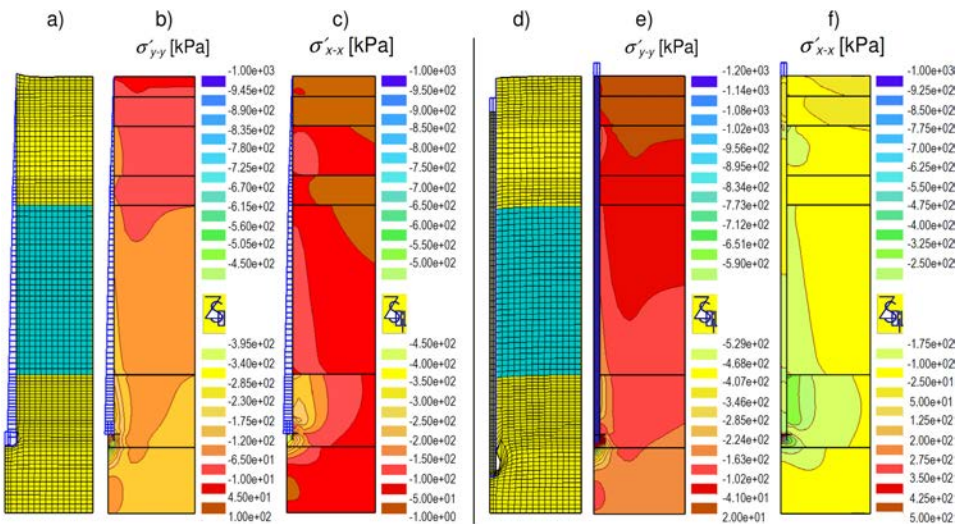 a)
b)
c)
d)
e)
f)
σ′y-y [kPa]
-1.00e+03
-9.45e+02
-8.90e+02
-8.35e+02
-7.80e+02
-7.25e+02
-6.70e+02
-6.15e+02
-5.60e+02
-5.05e+02
-4.50e+02
-3.95e+02
-3.40e+02
-2.85e+02
-2.30e+02
-1.75e+02
-1.20e+02
-6.50e+01
-1.00e+01
4.50e+01
1.00e+02
σ′x-x [kPa]
-1.00e+03
-9.50e+02
-9.00e+02
-8.50e+02
-8.00e+02
-7.50e+02
-7.00e+02
-6.50e+02
-6.00e+02
-5.50e+02
-5.00e+02
-4.50e+02
-4.00e+02
-3.50e+02
-3.00e+02
-2.50e+02
-2.00e+02
-1.50e+02
-1.00e+02
-5.00e+01
-1.00e+00
σ′y-y [kPa]
-1.20e+03
-1.14e+03
-1.08e+03
-1.02e+03
-9.56e+02
-8.95e+02
-8.34e+02
-7.73e+02
-7.12e+02
-6.51e+02
-5.90e+02
-5.29e+02
-4.68e+02
-4.07e+02
-3.46e+02
-2.85e+02
-2.24e+02
-1.63e+02
-1.02e+02
-4.10e+01
2.00e+01
σ′x-x [kPa]
-1.00e+03
-9.25e+02
-8.50e+02
-7.75e+02
-7.00e+02
-6.25e+02
-5.50e+02
-4.75e+02
-4.00e+02
-3.25e+02
-2.50e+02
-1.75e+02
-1.00e+02
-2.50e+01
5.00e+01
1.25e+02
2.00e+02
2.75e+02
3.50e+02
4.25e+02
5.00e+02